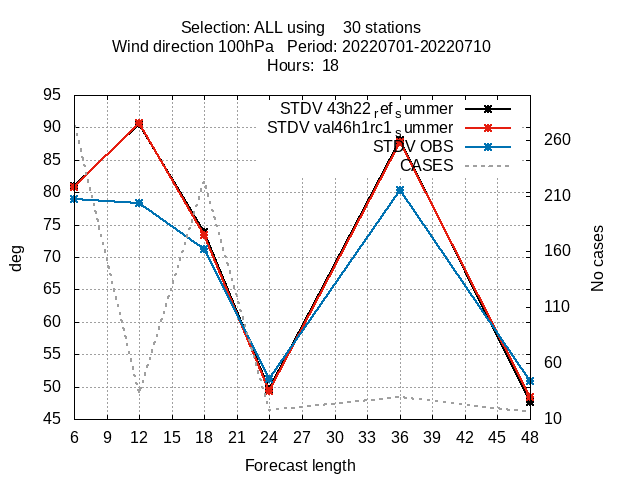 Selection: ALL using    30 stations
Wind direction 100hPa   Period: 20220701-20220710
Hours:  18
STDV 43h22_ref_summer
STDV val46h1rc1_summer
STDV OBS
CASES
95
90
85
80
75
70
65
60
55
50
45
260
210
160
110
60
10
deg
No cases
6 9 12 15 18 21 24 27 30 33 36 39 42 45 48
Forecast length